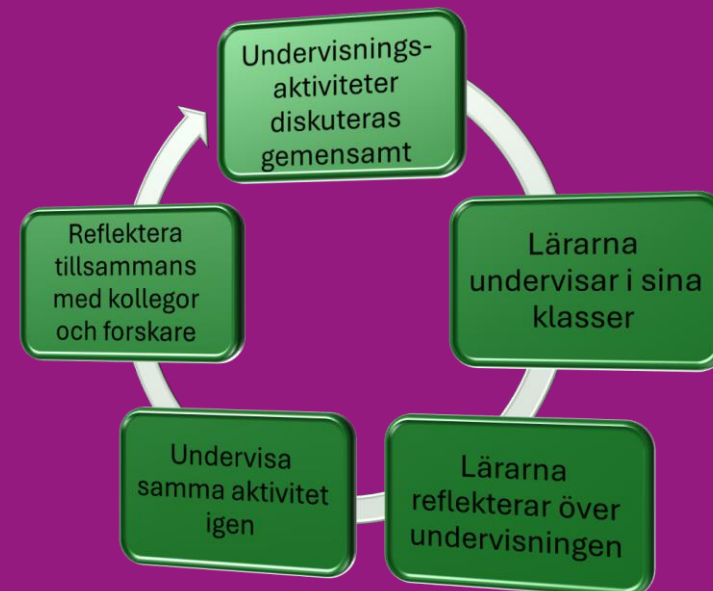 Undervisnings-
aktiviteter
diskuteras
gemensamt
Lärarna
undervisar i sina
klasser
Lärarna
reflekterar över
undervisningen
Undervisa
samma aktivitet
igen
Reflektera
tillsammans
med kollegor
och forskare